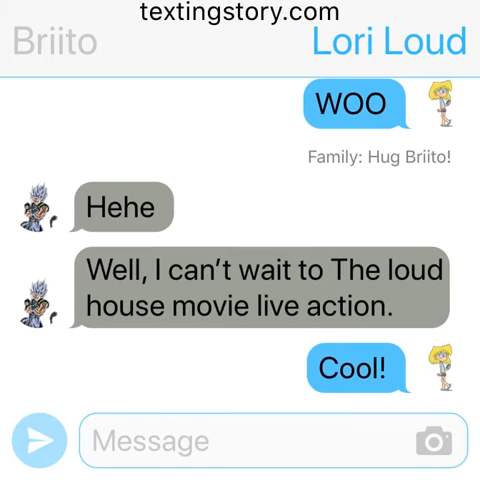 textingstory.com
Briito
Lori Loud
WOO
Family: Hug Briito!
Hehe
Well, I can’t wait to The loud
house movie live action.
Cool!
Message